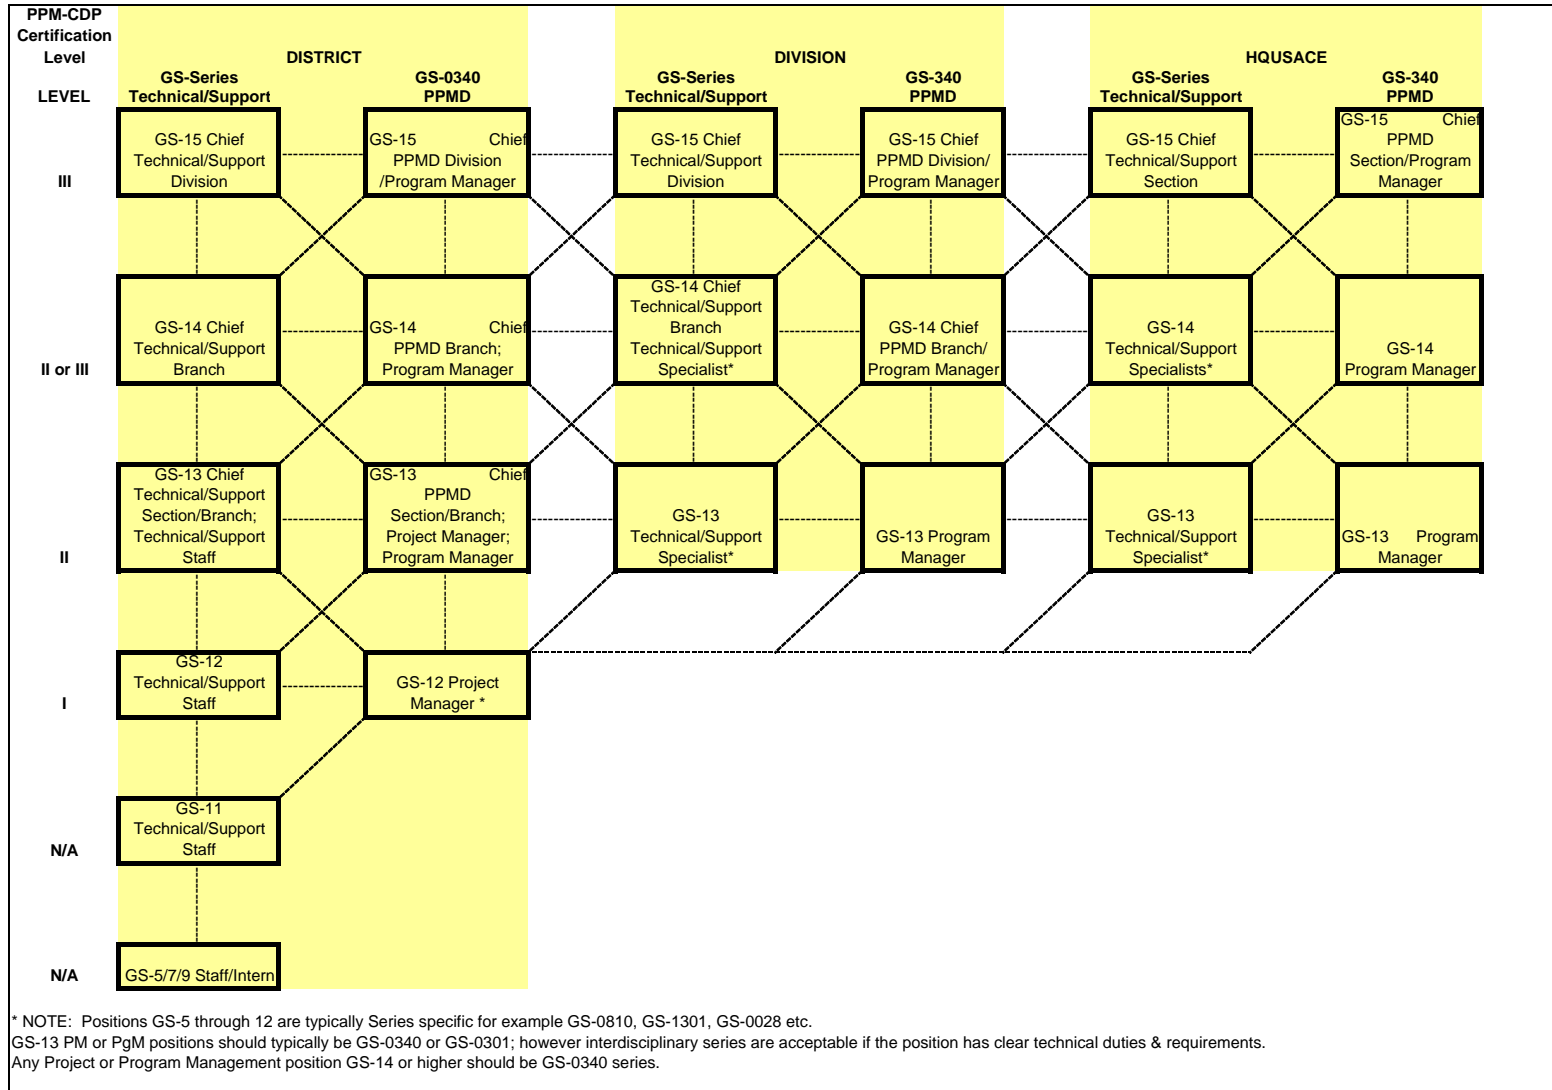 PPM-CDP
Certification
Level
DISTRICT
DIVISION
HQUSACE
LEVEL
GS-Series
Technical/Support
GS-0340
PPMD
GS-Series
Technical/Support
GS-340
PPMD
GS-Series
Technical/Support
GS-340
PPMD
III
GS-15 Chief
Technical/Support
Division
GS-15 Chief
PPMD Division
/Program Manager
GS-15 Chief
Technical/Support
Division
GS-15 Chief
PPMD Division/
Program Manager
GS-15 Chief
Technical/Support
Section
GS-15 Chief
PPMD
Section/Program
Manager
II or III
GS-14 Chief
Technical/Support
Branch
GS-14 Chief
PPMD Branch;
Program Manager
GS-14 Chief
Technical/Support
Branch
Technical/Support
Specialist*
GS-14 Chief
PPMD Branch/
Program Manager
GS-14
Technical/Support
Specialists*
GS-14
Program Manager
II
GS-13 Chief
Technical/Support
Section/Branch;
Technical/Support
Staff
GS-13 Chief
PPMD
Section/Branch;
Project Manager;
Program Manager
GS-13
Technical/Support
Specialist*
GS-13 Program
Manager
GS-13
Technical/Support
Specialist*
GS-13 Program
Manager
I
GS-12
Technical/Support
Staff
GS-12 Project
Manager *
N/A
GS-11
Technical/Support
Staff
N/A
GS-5/7/9 Staff/Intern
* NOTE: Positions GS-5 through 12 are typically Series specific for example GS-0810, GS-1301, GS-0028 etc.
GS-13 PM or PgM positions should typically be GS-0340 or GS-0301; however interdisciplinary series are acceptable if the position has clear technical duties & requirements.
Any Project or Program Management position GS-14 or higher should be GS-0340 series.